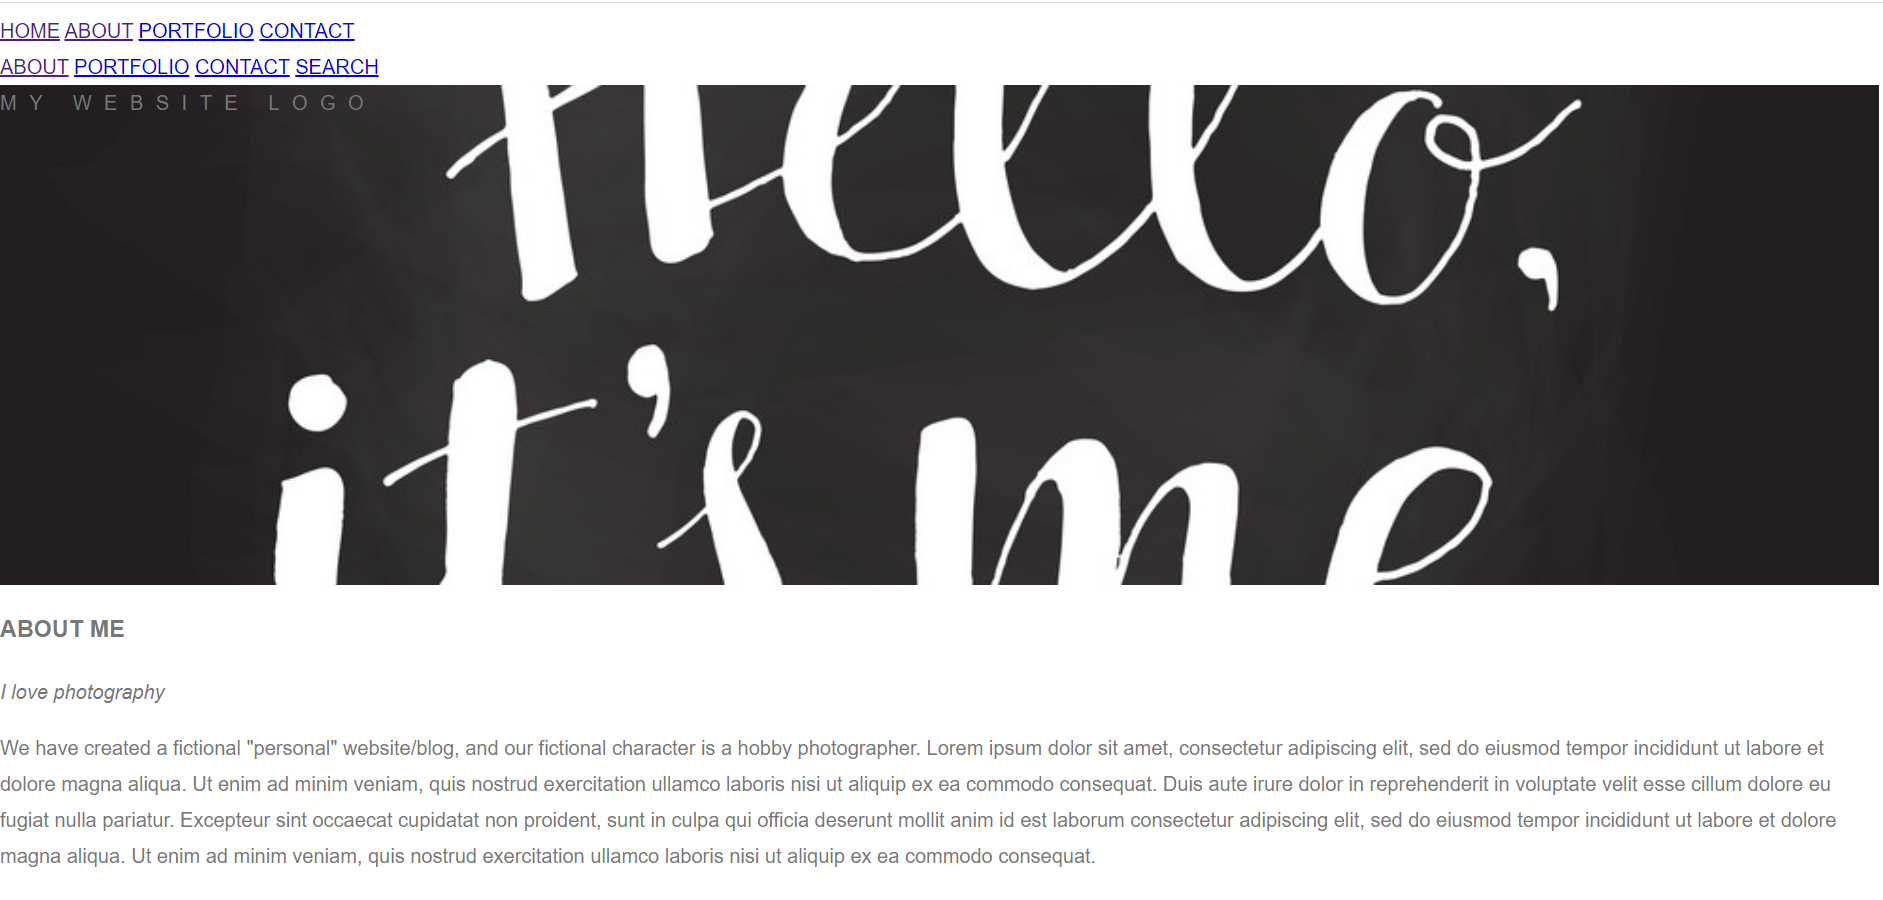 HOME ABOUT PORTFOLIO CONTACT
ABOUT PORTFOLIO CONTACT SEARCH
MY WEBSITE LOGO
Hello,
it's me
ABOUT ME
I love photography
We have created a fictional "personal" website/blog, and our fictional character is a hobby photographer. Lorem ipsum dolor sit amet, consectetur adipiscing elit, sed do eiusmod tempor incididunt ut labore et
dolore magna aliqua. Ut enim ad minim veniam, quis nostrud exercitation ullamco laboris nisi ut aliquip ex ea commodo consequat. Duis aute irure dolor in reprehenderit in voluptate velit esse cillum dolore eu
fugiat nulla pariatur. Excepteur sint occaecat cupidatat non proident, sunt in culpa qui officia deserunt mollit anim id est laborum consectetur adipiscing elit, sed do eiusmod tempor incididunt ut labore et dolore
magna aliqua. Ut enim ad minim veniam, quis nostrud exercitation ullamco laboris nisi ut aliquip ex ea commodo consequat.